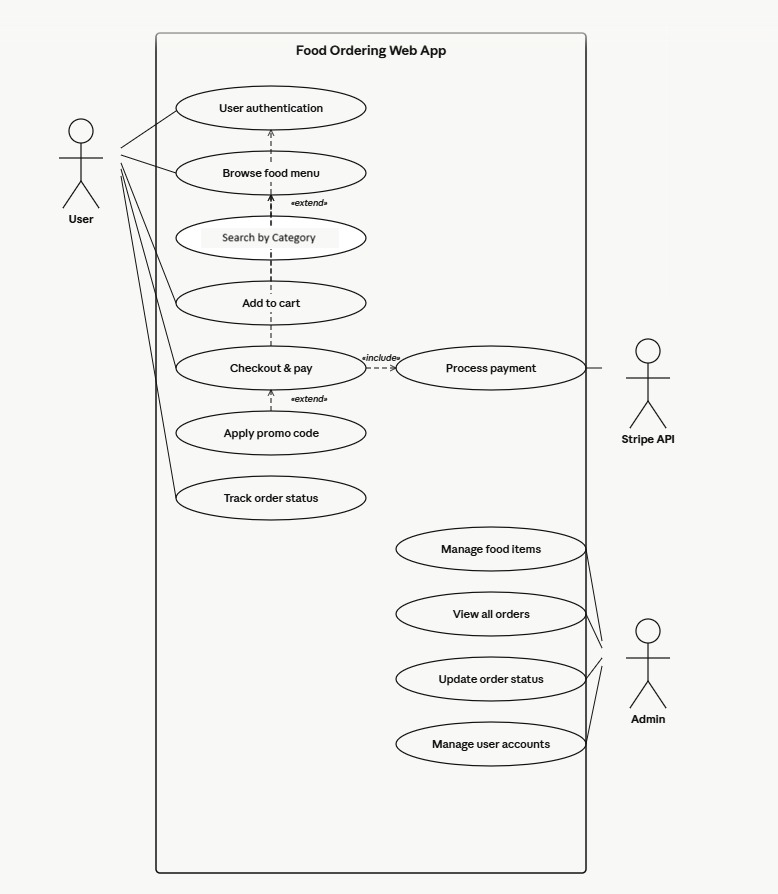 Food Ordering Web App
User authentication
Browse food menu
«extend»
User
Search by Category
Add to cart
«include»
Checkout & pay
Process payment
«extend»
Apply promo code
Stripe API
Track order status
Manage food items
View all orders
Update order status
Admin
Manage user accounts